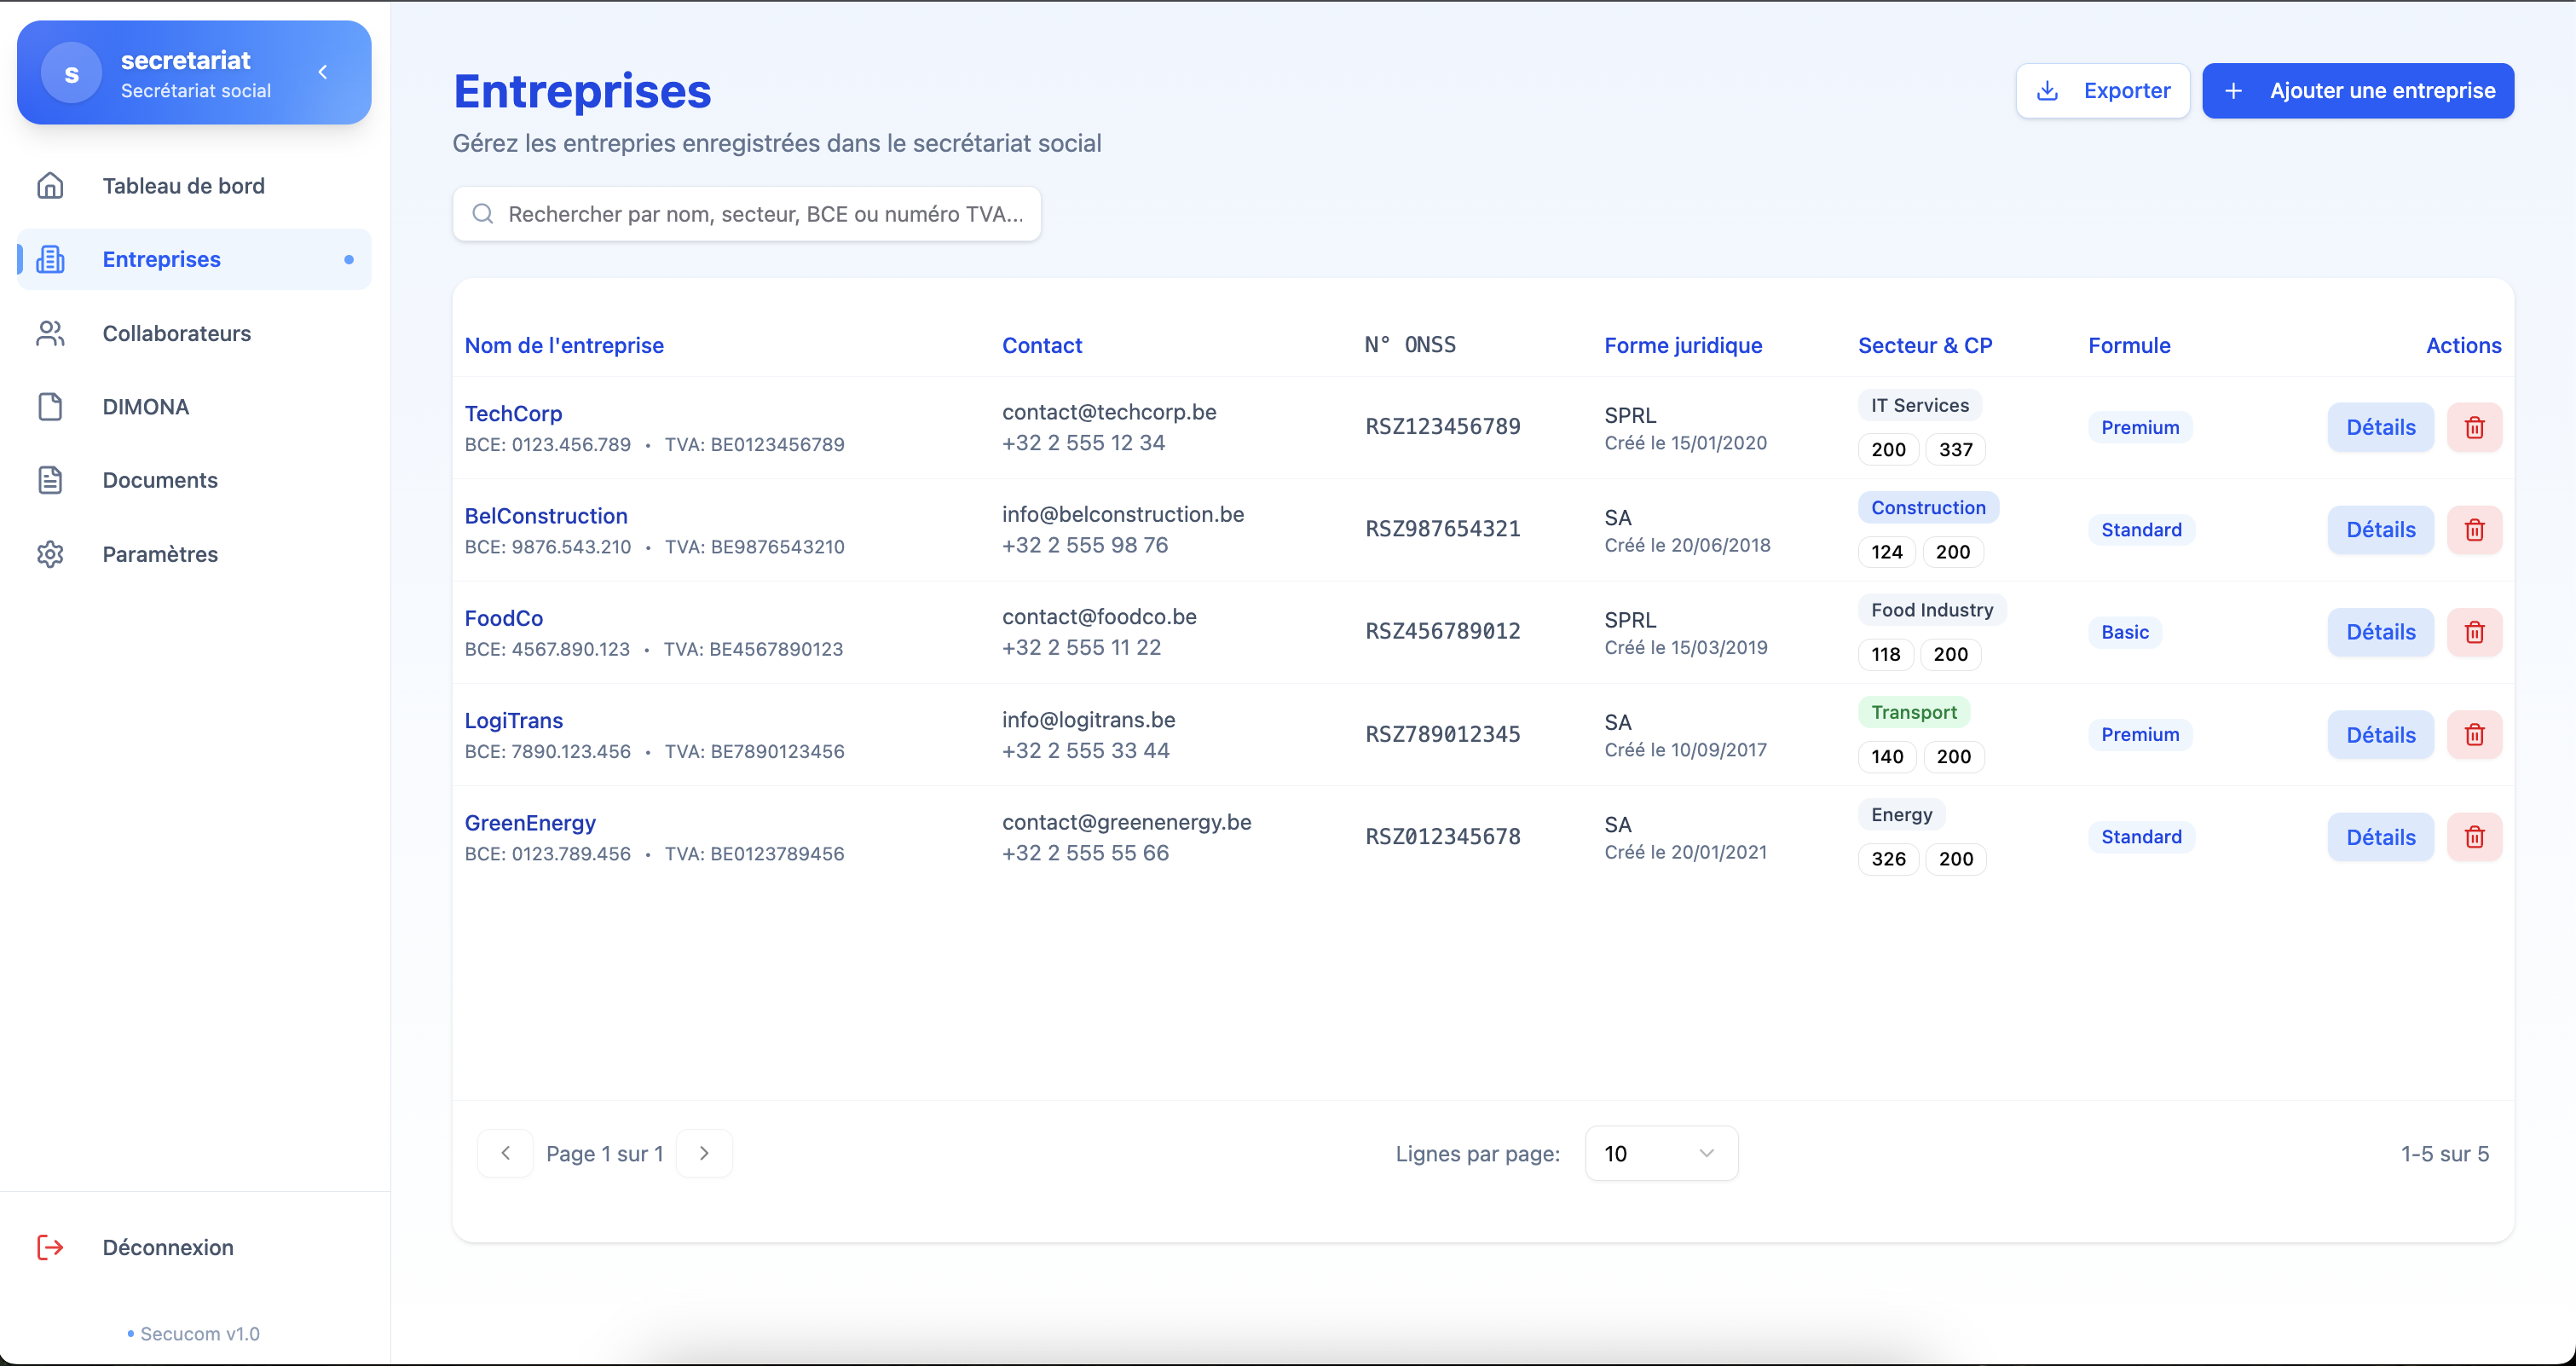 s
secretariat
Secrétariat social
Tableau de bord
Entreprises
Collaborateurs
DIMONA
Documents
Paramètres
Déconnexion
Secucom v1.0
Entreprises
Gérez les entrepries enregistrées dans le secrétariat social
Exporter
Ajouter une entreprise
Rechercher par nom, secteur, BCE ou numéro TVA...
Nom de l'entreprise Contact N° ONSS Forme juridique Secteur & CP Formule Actions
TechCorp
BCE: 0123.456.789 • TVA: BE0123456789
contact@techcorp.be
+32 2 555 12 34
RSZ123456789
SPRL
Créé le 15/01/2020
IT Services
200 337
Premium
Détails
BelConstruction
BCE: 9876.543.210 • TVA: BE9876543210
info@belconstruction.be
+32 2 555 98 76
RSZ987654321
SA
Créé le 20/06/2018
Construction
124 200
Standard
Détails
FoodCo
BCE: 4567.890.123 • TVA: BE4567890123
contact@foodco.be
+32 2 555 11 22
RSZ456789012
SPRL
Créé le 15/03/2019
Food Industry
118 200
Basic
Détails
LogiTrans
BCE: 7890.123.456 • TVA: BE7890123456
info@logitrans.be
+32 2 555 33 44
RSZ789012345
SA
Créé le 10/09/2017
Transport
140 200
Premium
Détails
GreenEnergy
BCE: 0123.789.456 • TVA: BE0123789456
contact@greenenergy.be
+32 2 555 55 66
RSZ012345678
SA
Créé le 20/01/2021
Energy
326 200
Standard
Détails
Page 1 sur 1
Lignes par page: 10
1-5 sur 5